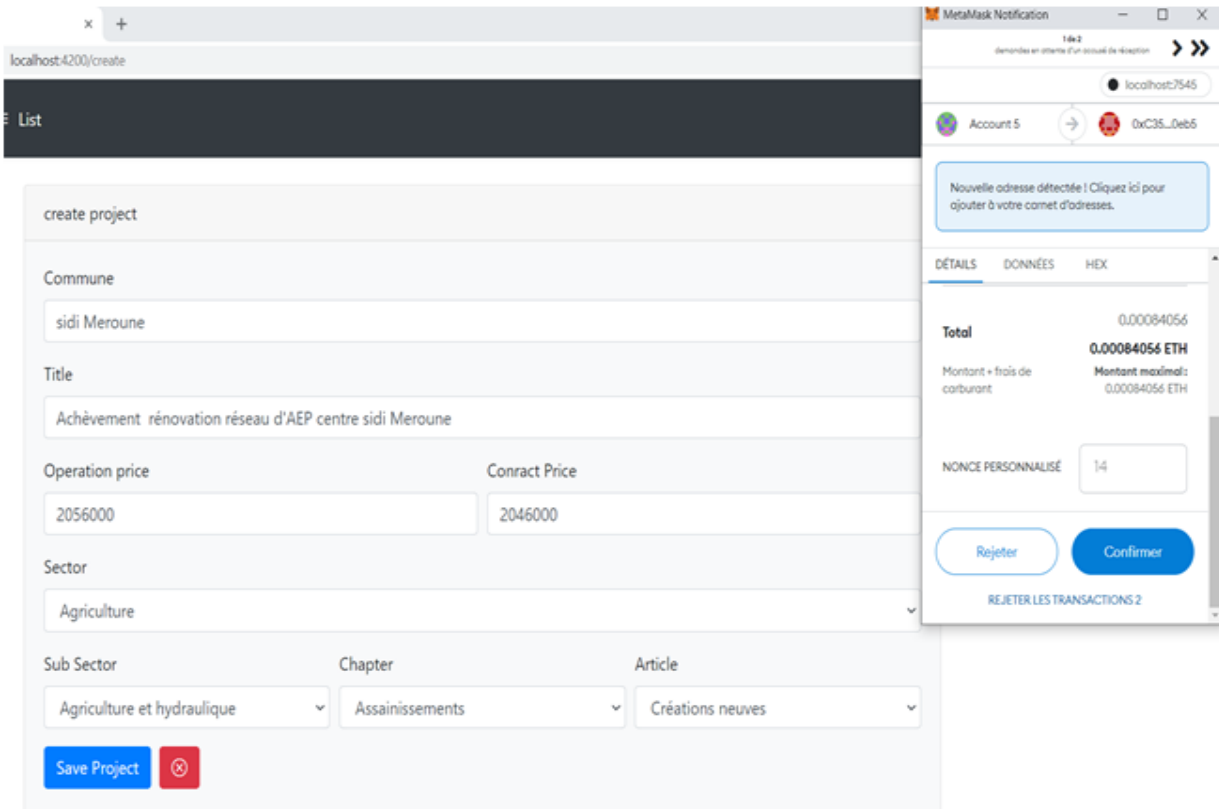 localhost:4200/create
List
create project
Commune
sidi Meroune
Title
Achèvement rénovation réseau d'AEP centre sidi Meroune
Operation price
Conract Price
2056000
2046000
Sector
Agriculture
Sub Sector
Chapter
Article
Agriculture et hydraulique
Assainissements
Créations neuves
Save Project
MetaMask Notification
1 de 2
demandes en attente d'un accusé de réception
localhost:7545
Account 5
0xC35...0eb5
Nouvelle adresse détectée ! Cliquez ici pour
ajouter à votre carnet d'adresses.
DÉTAILS
DONNÉES
HEX
0.00084056
Total
0.00084056 ETH
Montant + frais de
carburant
Montant maximal :
0.00084056 ETH
NONCE PERSONNALISÉ
14
Rejeter
Confirmer
REJETER LES TRANSACTIONS 2